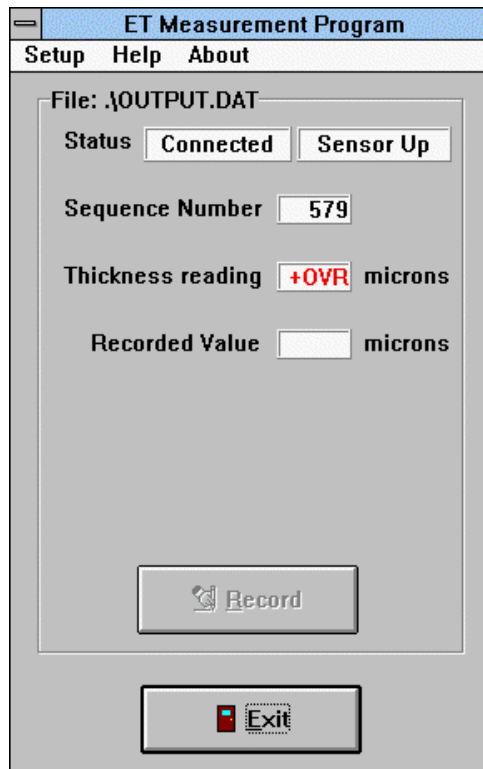 ET Measurement Program
Setup Help About
File: .\OUTPUT.DAT
Status Connected Sensor Up
Sequence Number 579
Thickness reading +OVR microns
Recorded Value microns
Record
Exit